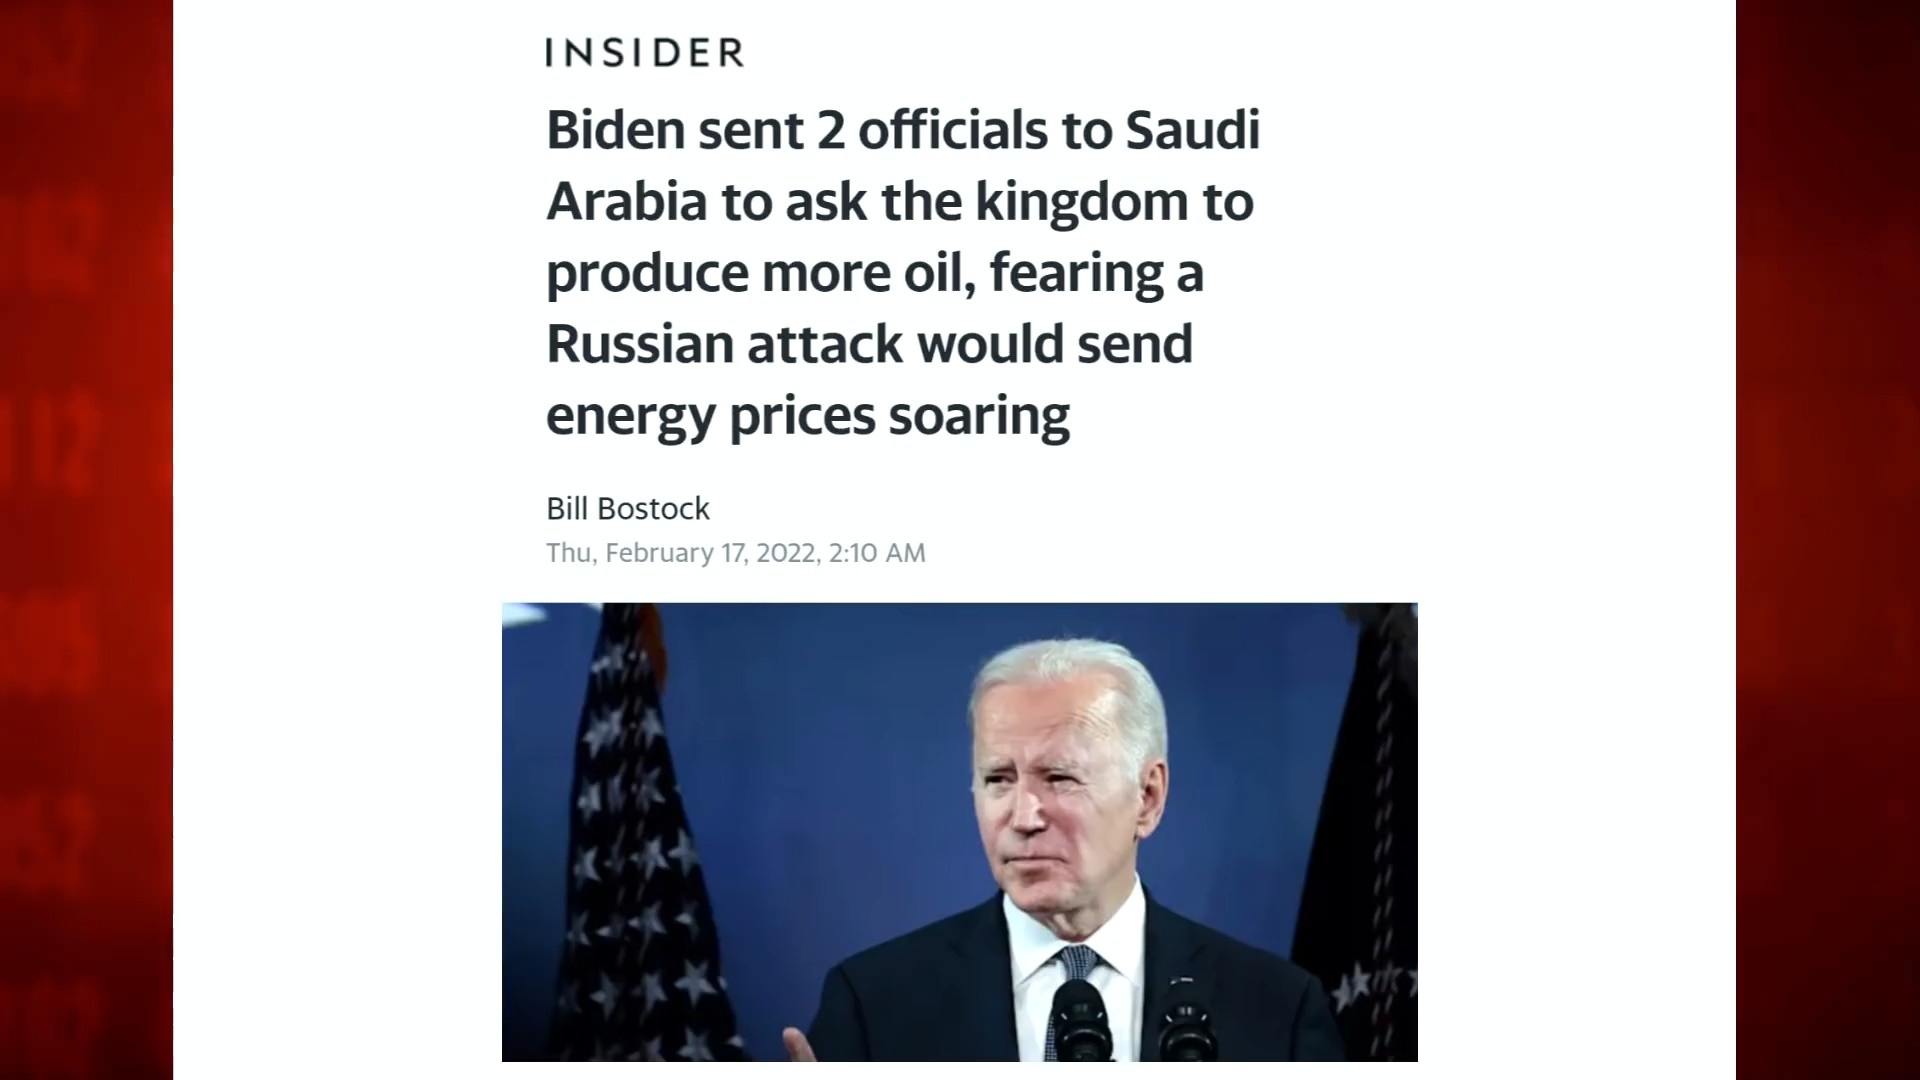 INSIDER
Biden sent 2 officials to Saudi
Arabia to ask the kingdom to
produce more oil, fearing a
Russian attack would send
energy prices soaring
Bill Bostock
Thu, February 17, 2022, 2:10 AM